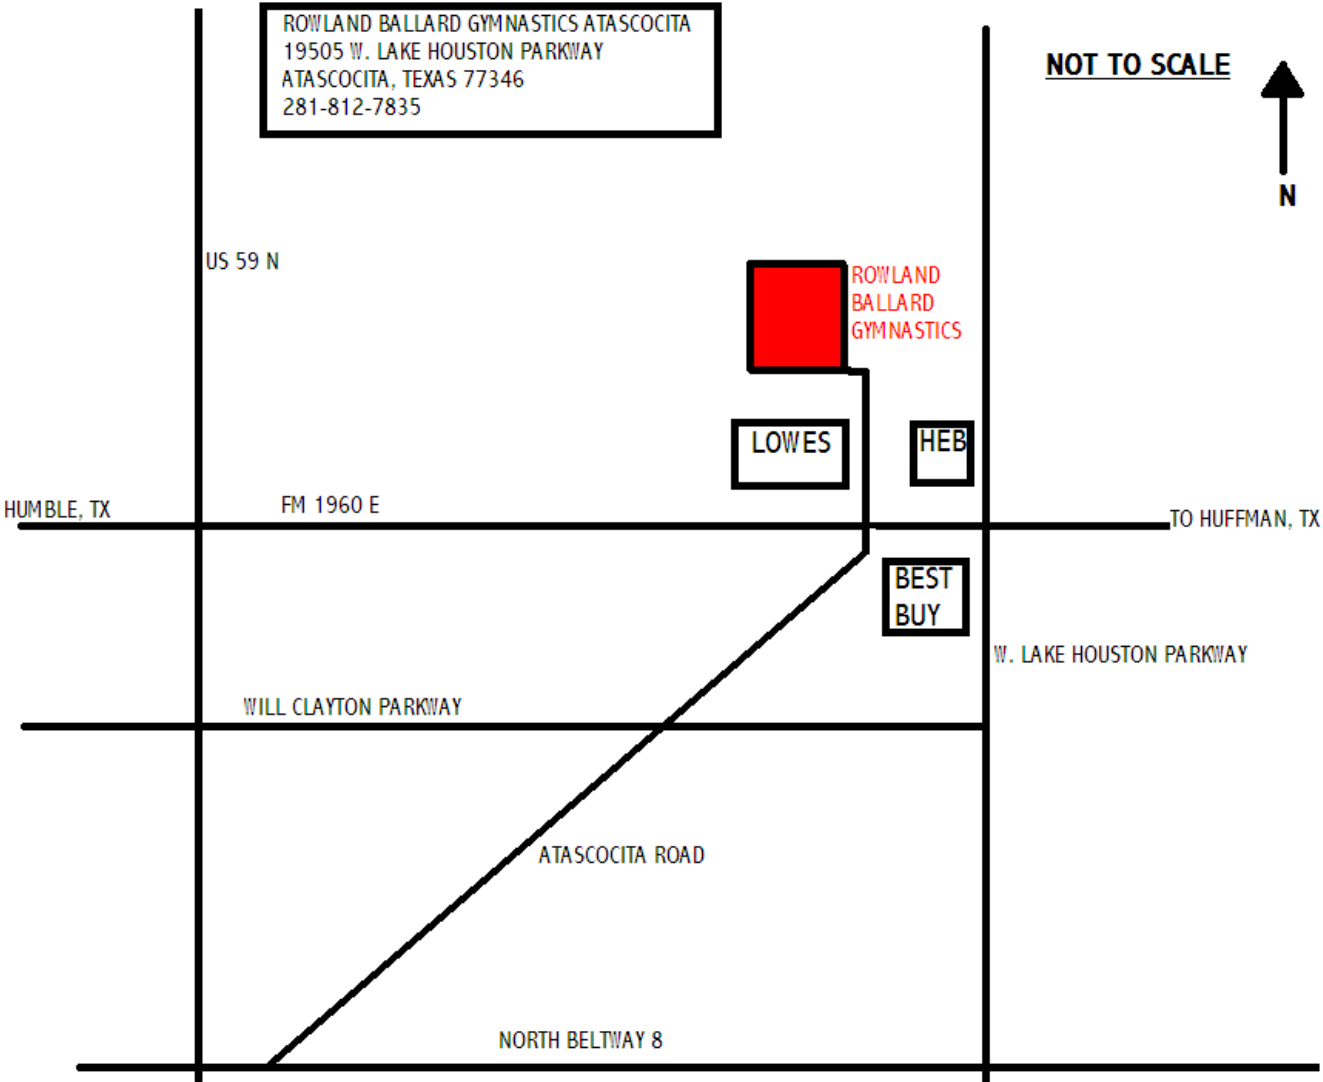 ROWLAND BALLARD GYMNASTICS ATASCOCITA
19505 W. LAKE HOUSTON PARKWAY
ATASCOCITA, TEXAS 77346
281-812-7835
NOT TO SCALE
N
US 59 N
ROWLAND
BALLARD
GYMNASTICS
LOWES
HEB
HUMBLE, TX
FM 1960 E
TO HUFFMAN, TX
BEST
BUY
W. LAKE HOUSTON PARKWAY
WILL CLAYTON PARKWAY
ATASCOCITA ROAD
NORTH BELTWAY 8